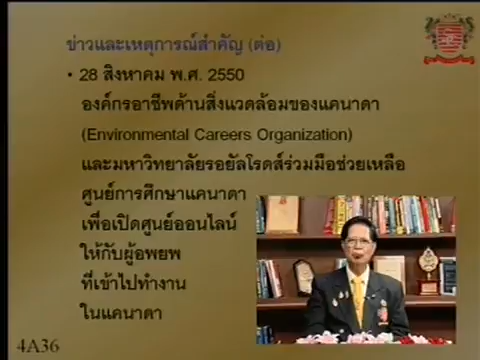 ข่าวและเหตุการณ์สำคัญ (ต่อ)
• 28 สิงหาคม พ.ศ. 2550
องค์กรอาชีพด้านสิ่งแวดล้อมของแคนาดา
(Environmental Careers Organization)
และมหาวิทยาลัยรอยัลโรดส์ร่วมมือช่วยเหลือ
ศูนย์การศึกษาแคนาดา
เพื่อเปิดศูนย์ออนไลน์
ให้กับผู้อพยพ
ที่เข้าไปทำงาน
ในแคนาดา
4A36